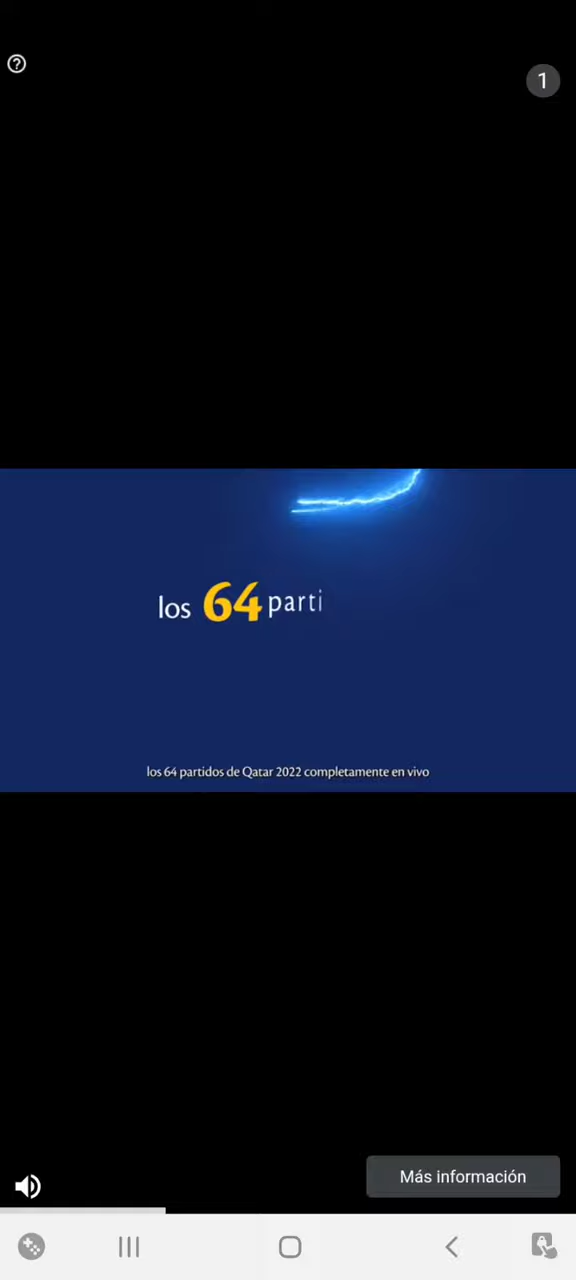 1
los 64 parti
los 64 partidos de Qatar 2022 completamente en vivo
Más información